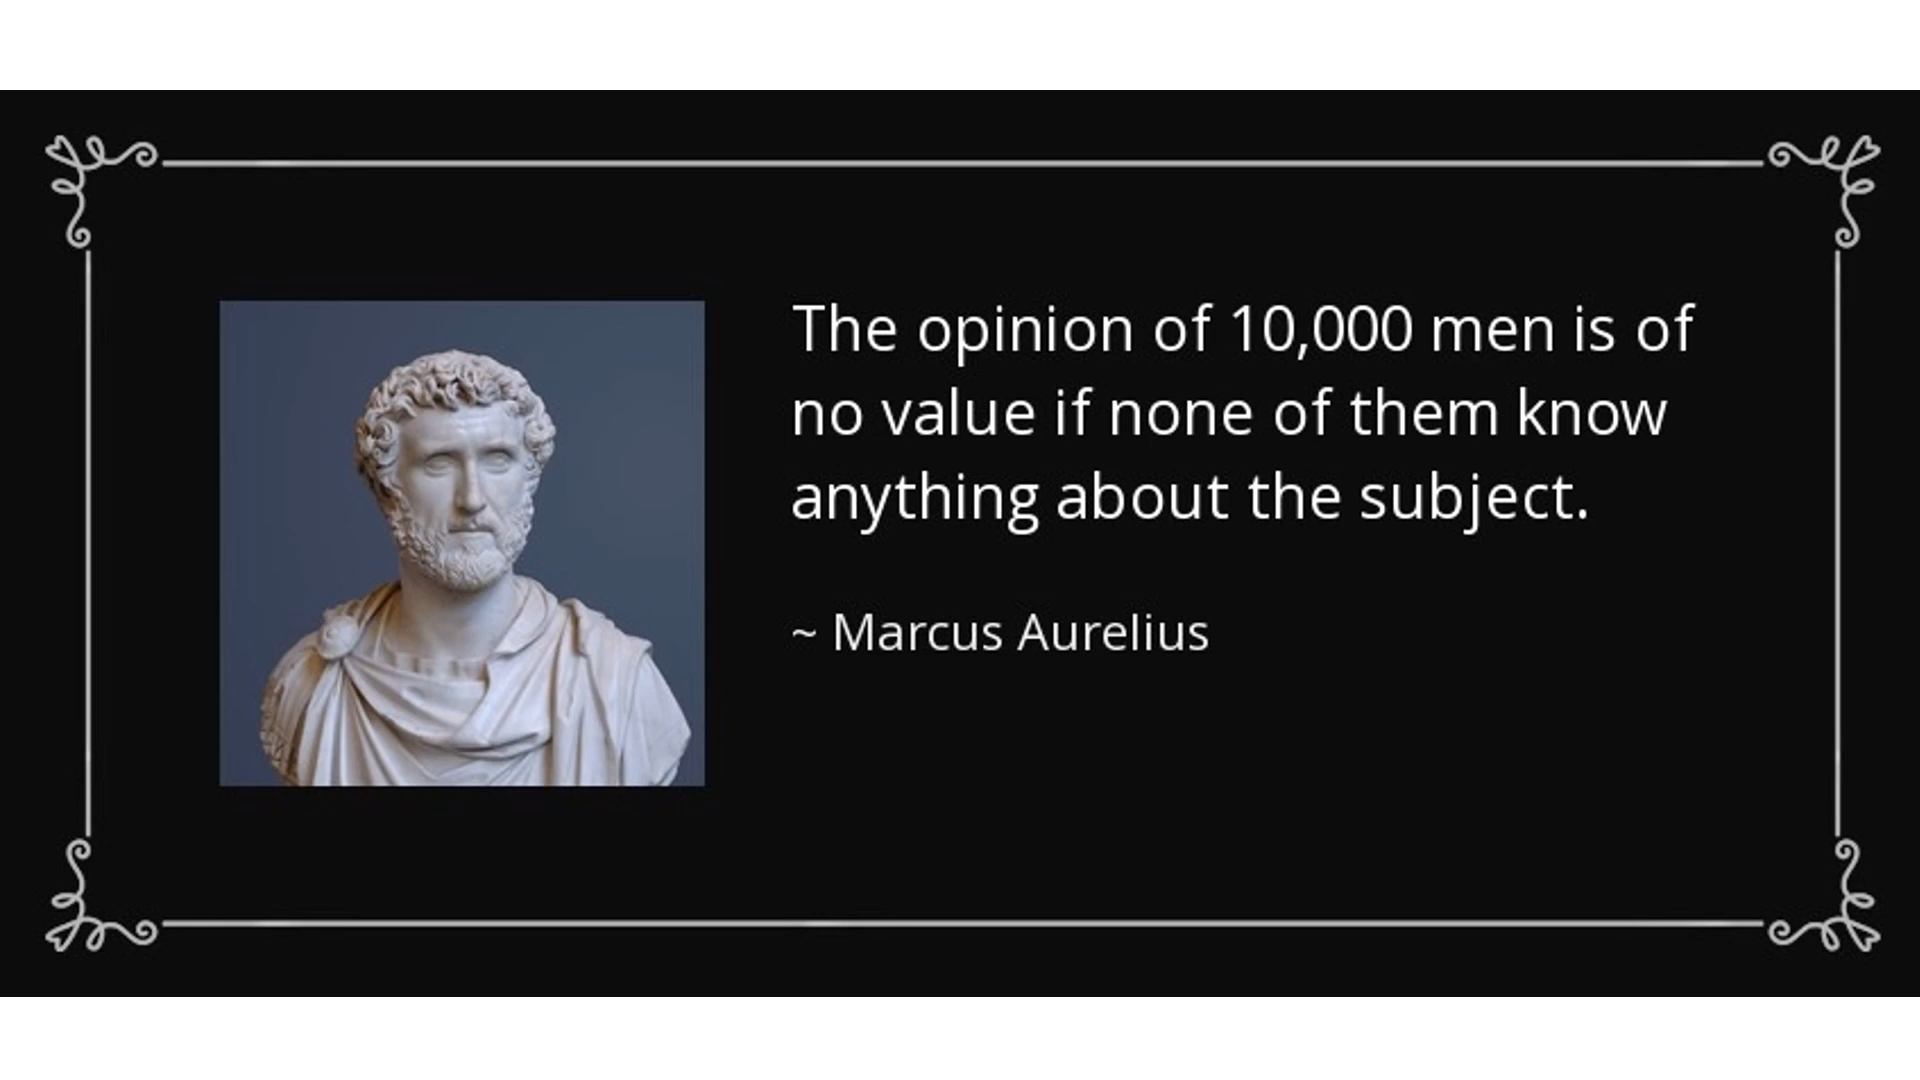 The opinion of 10,000 men is of
no value if none of them know
anything about the subject.
~ Marcus Aurelius